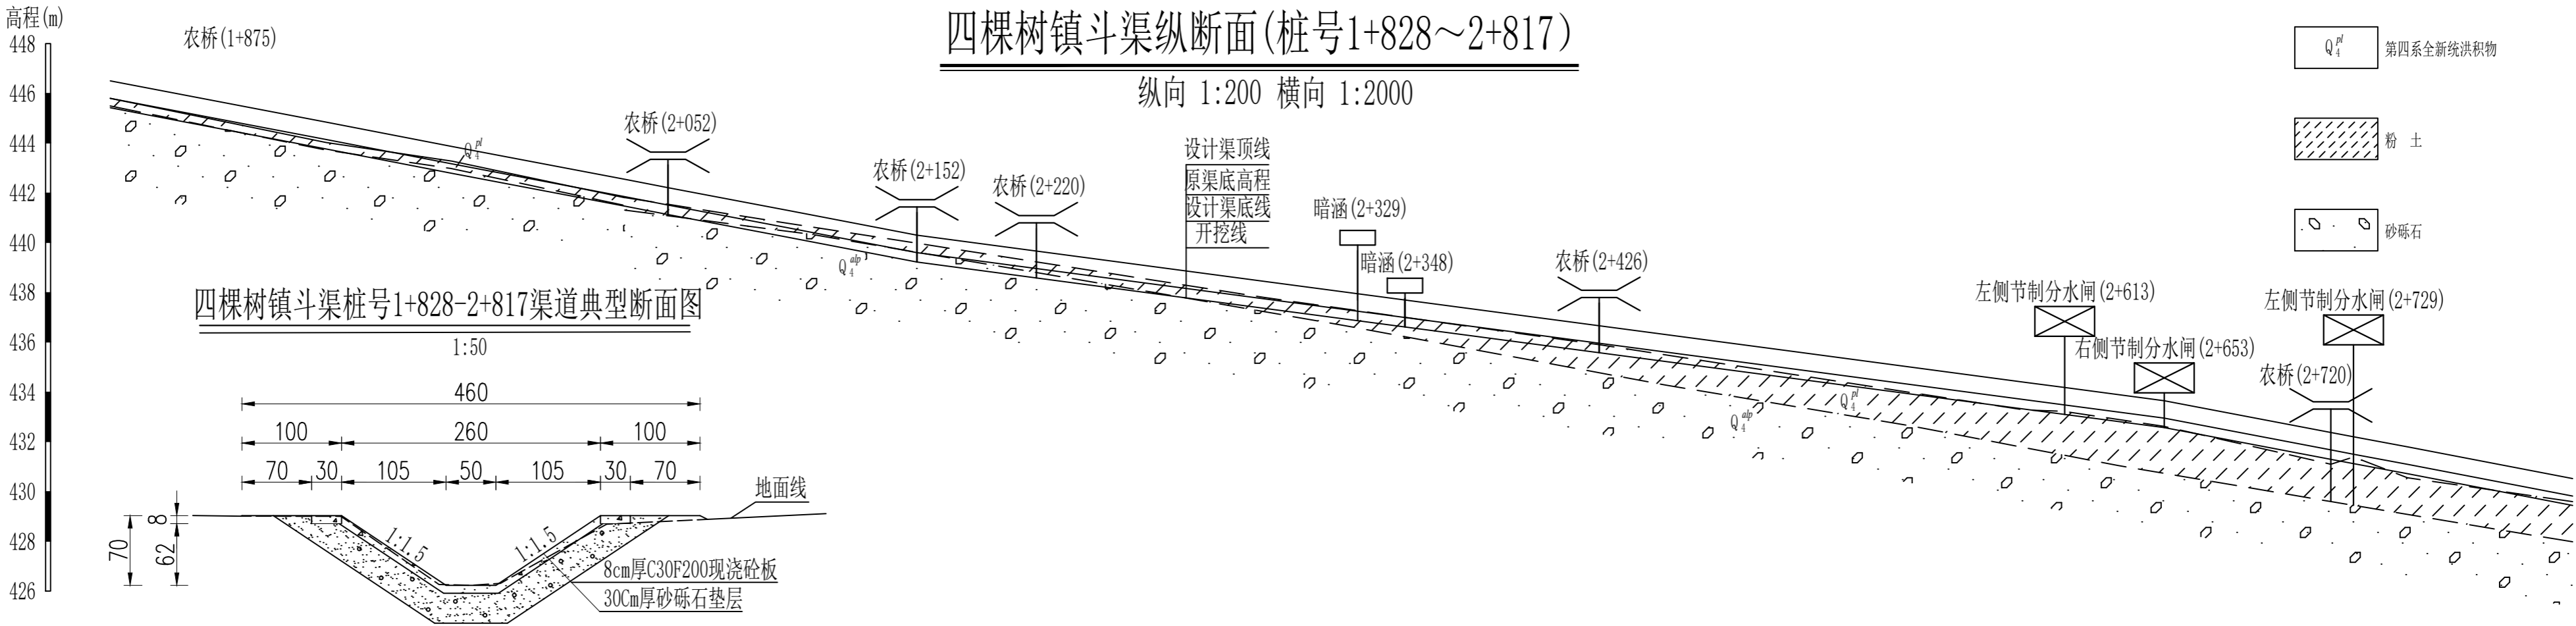 四棵树镇斗渠纵断面(桩号1+828～2+817)
纵向 1:200 横向 1:2000
高程(m)
448
446
444
442
440
438
436
434
432
430
428
426
农桥(1+875)
农桥(2+052)
农桥(2+152)
农桥(2+220)
设计渠顶线
原渠底高程
设计渠底线
开挖线
暗涵(2+329)
暗涵(2+348)
农桥(2+426)
左侧节制分水闸(2+613)
右侧节制分水闸(2+653)
左侧节制分水闸(2+729)
农桥(2+720)
Q₄ᵖˡ
Q₄ᵃˡᵖ
Q₄ᵃˡᵖ
Q₄ᵖˡ
Q₄ᵖˡ 第四系全新统洪积物
粉 土
砂砾石
四棵树镇斗渠桩号1+828-2+817渠道典型断面图
1:50
460
100 260 100
70 30 105 50 105 30 70
地面线
70
8
62
1:1.5
1:1.5
8cm厚C30F200现浇砼板
30Cm厚砂砾石垫层